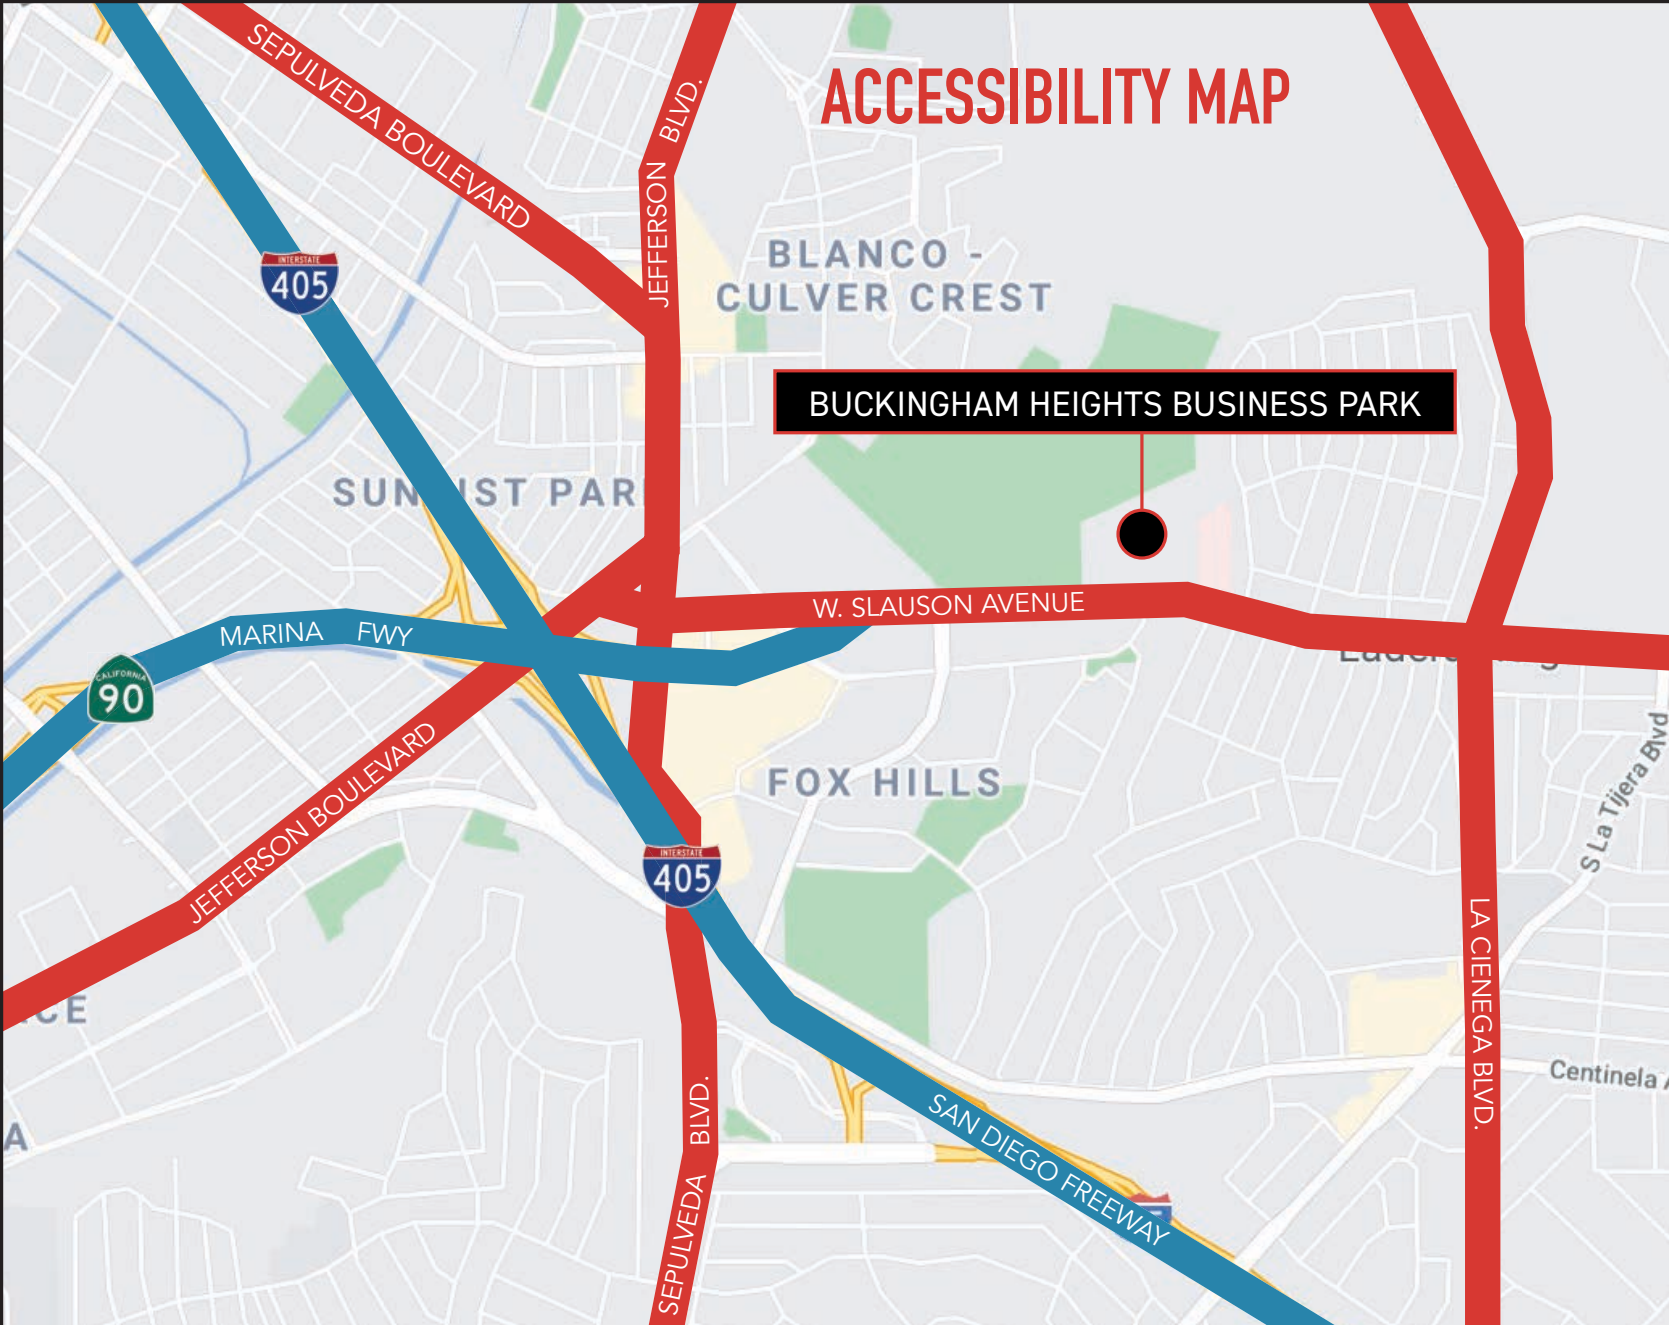 ACCESSIBILITY MAP
SEPULVEDA BOULEVARD
JEFFERSON BLVD.
INTERSTATE
405
BLANCO -
CULVER CREST
BUCKINGHAM HEIGHTS BUSINESS PARK
W. SLAUSON AVENUE
MARINA FWY
CALIFORNIA
90
JEFFERSON BOULEVARD
FOX HILLS
S La Tijera Blvd
INTERSTATE
405
LA CIENEGA BLVD.
Centinela A
SAN DIEGO FREEWAY
SEPULVEDA BLVD.
CE
A